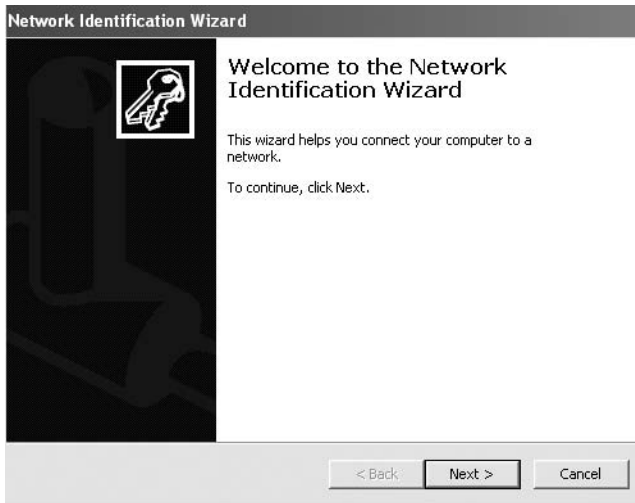 Network Identification Wizard
Welcome to the Network
Identification Wizard
This wizard helps you connect your computer to a
network.
To continue, click Next.
< Back
Next >
Cancel